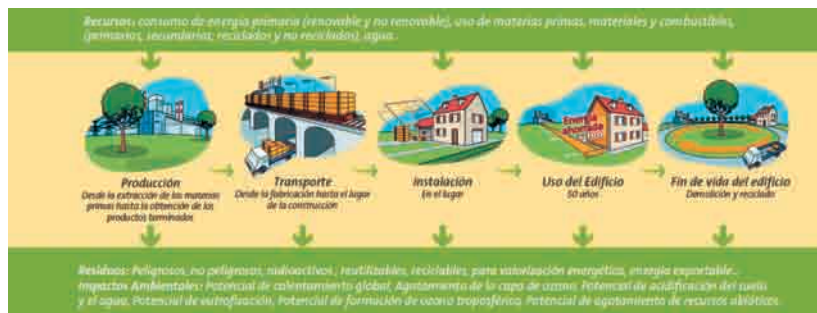 Recursos: consumo de energía primaria (renovable y no renovable), uso de materias primas, materiales y combustibles,
(primarios, secundarios; reciclados y no reciclados), agua..
Energía
ahorrada
Producción
Desde la extracción de las materias
primas hasta la obtención de los
productos terminados
Transporte
Desde la fabricación hasta el lugar
de la construcción
Instalación
En el lugar
Uso del Edificio
50 años
Fin de vida del edificio
Demolición y reciclado
Residuos: Peligrosos, no peligrosos, radioactivos , reutilizables, reciclables, para valorización energética, energía exportable...
Impactos Ambientales: Potencial de calentamiento global, Agotamiento de la capa de ozono, Potencial de acidificación del suelo
y el agua, Potencial de eutrofización, Potencial de formación de ozono troposférico, Potencial de agotamiento de recursos abióticos.